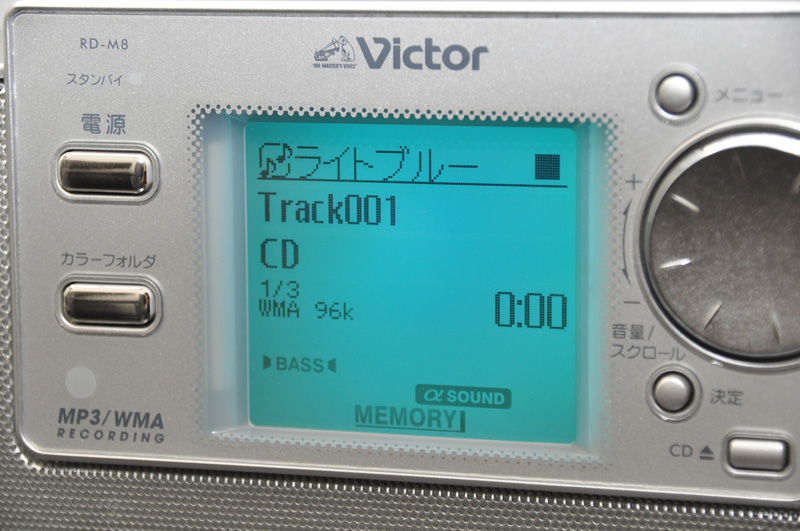 RD-M8
"HIS MASTER'S VOICE"
Victor
スタンバイ
メニュー
電源
ライトブルー
Track001
+
CD
カラーフォルダ
1/3
WMA 96k
0:00
−
音量/
スクロール
BASS
α SOUND
決定
MEMORY
MP3/WMA
RECORDING
CD